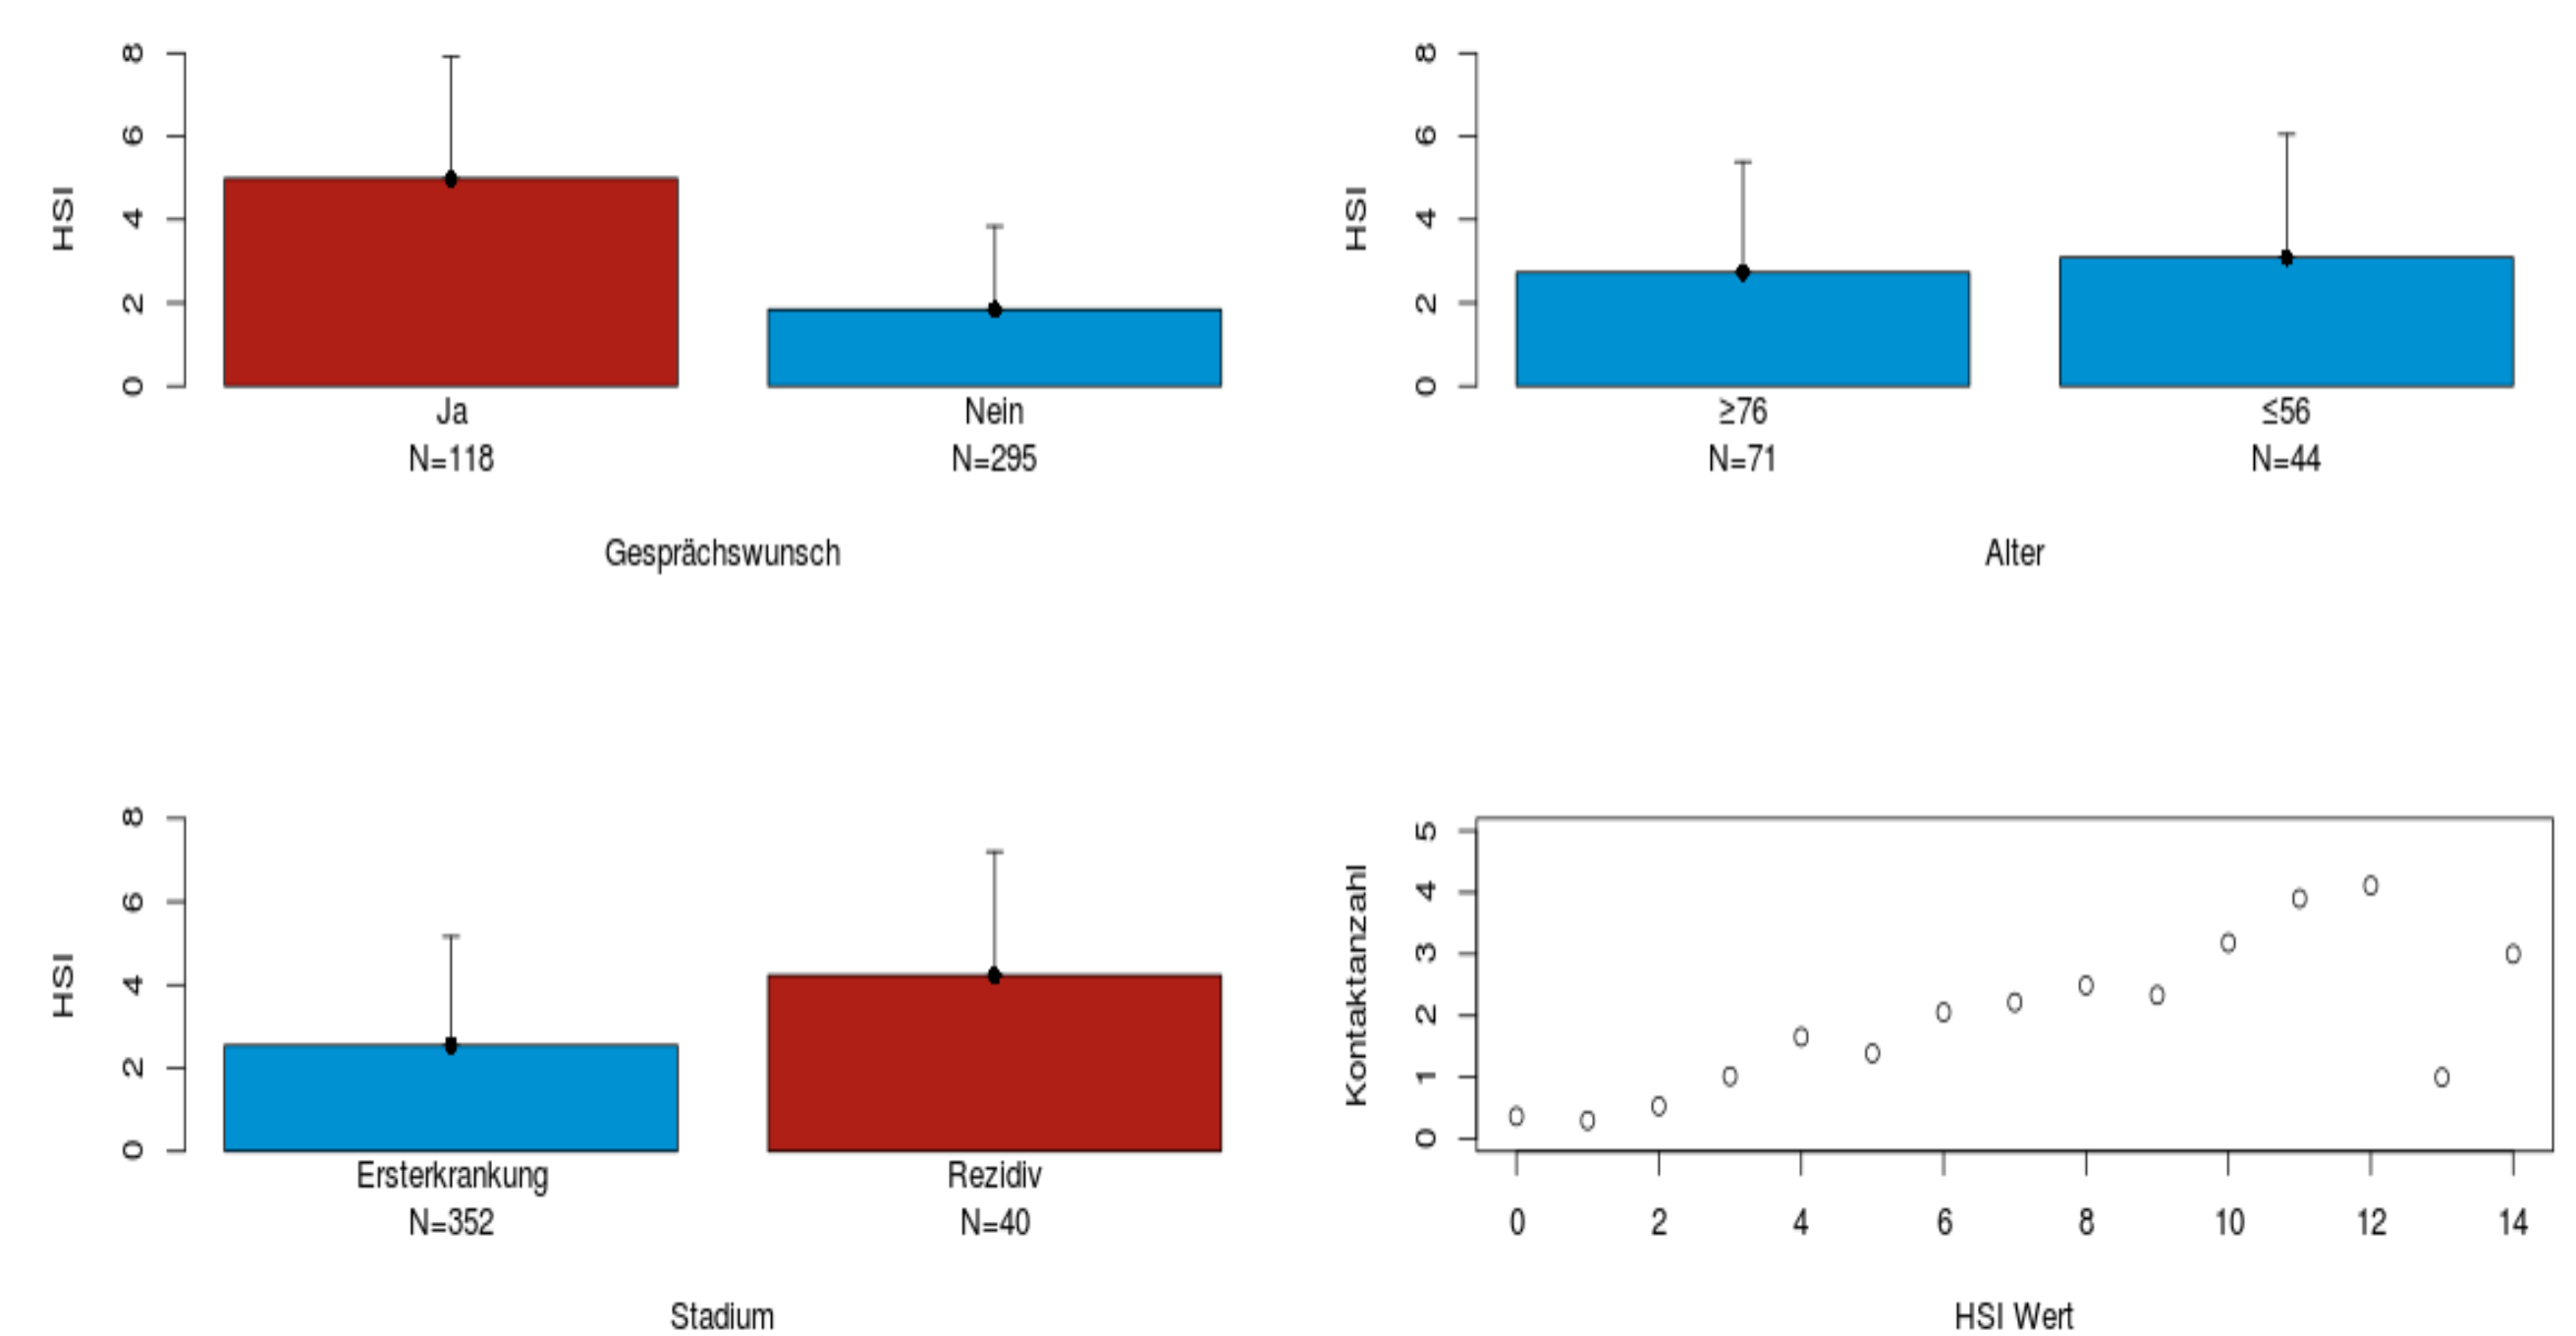 HSI
8
6
4
2
0
Ja
N=118
Nein
N=295
Gesprächswunsch
HSI
8
6
4
2
0
≥76
N=71
≤56
N=44
Alter
HSI
8
6
4
2
0
Ersterkrankung
N=352
Rezidiv
N=40
Stadium
Kontaktanzahl
5
4
3
2
1
0
0 2 4 6 8 10 12 14
HSI Wert